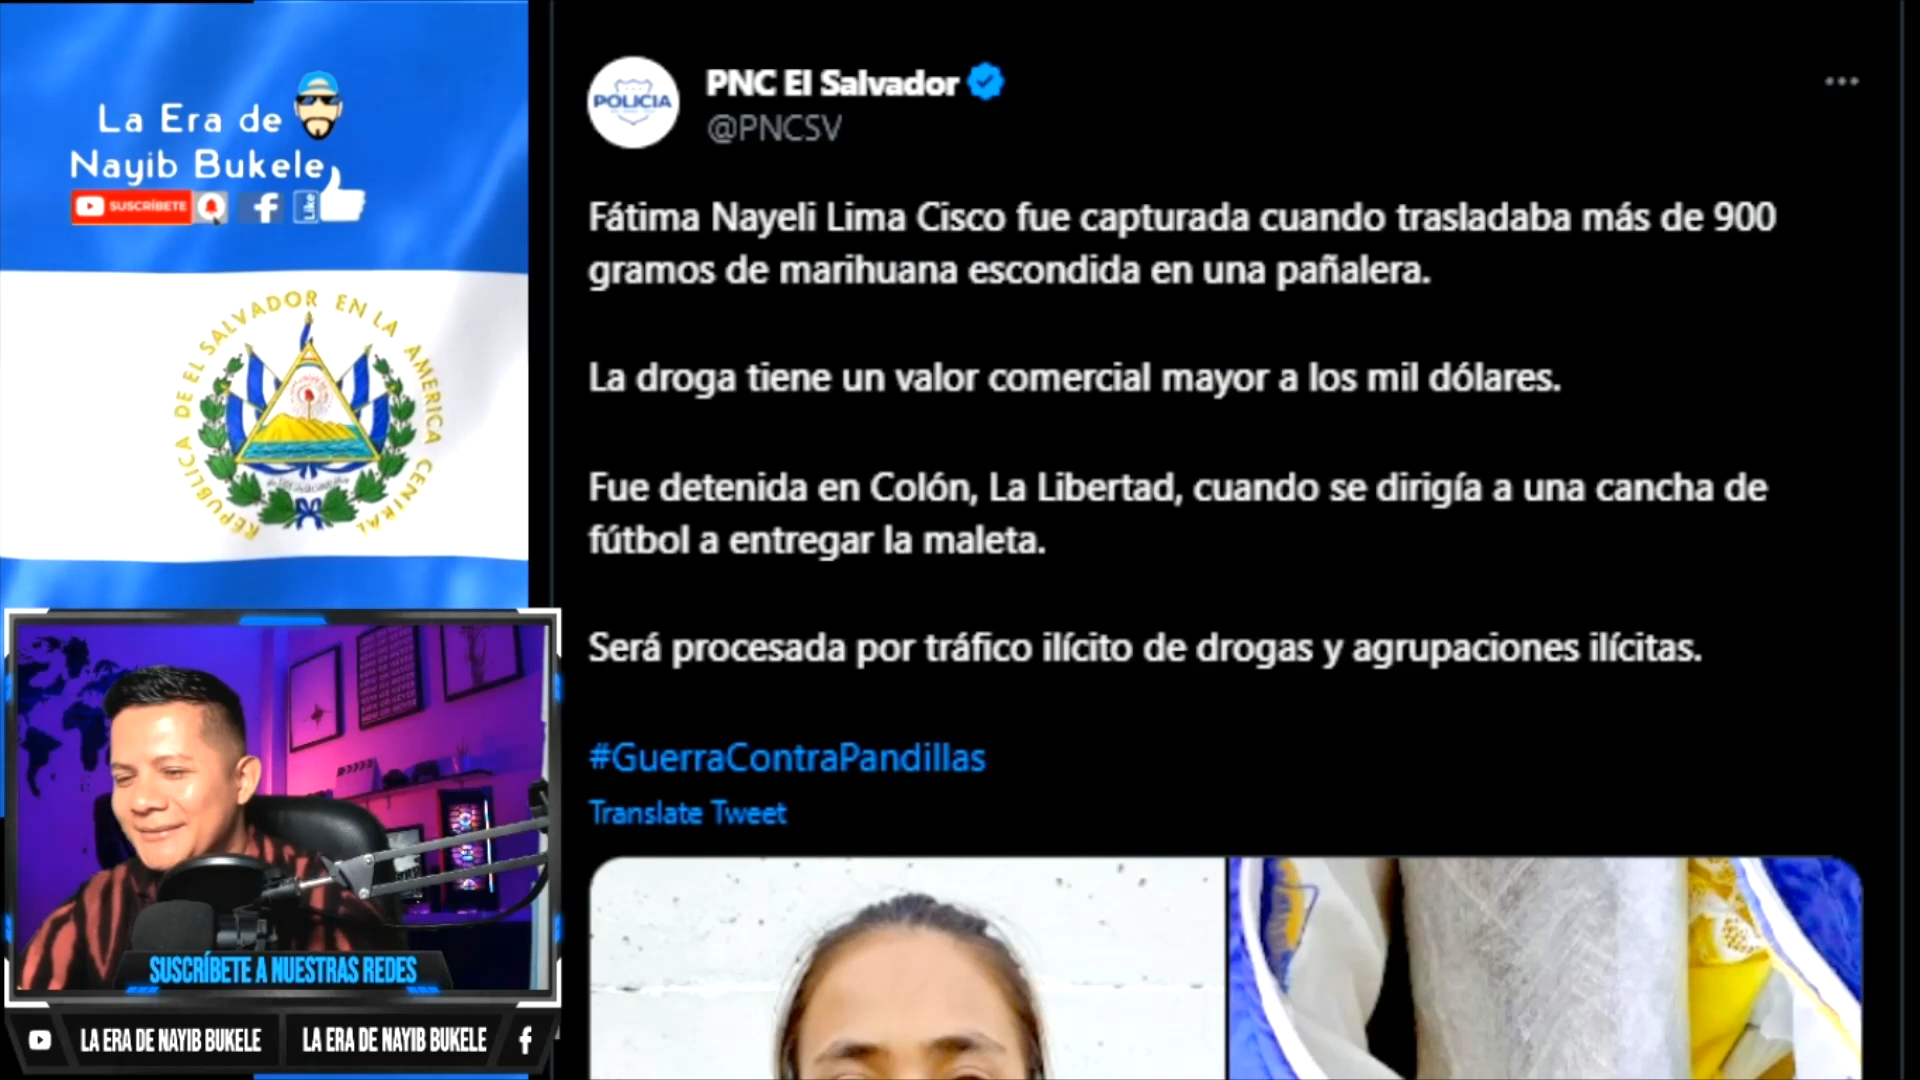 La Era de
Nayib Bukele
SUSCRÍBETE
Like
REPUBLICA DE EL SALVADOR EN LA AMERICA CENTRAL
POLICIA
PNC El Salvador
@PNCSV
Fátima Nayeli Lima Cisco fue capturada cuando trasladaba más de 900
gramos de marihuana escondida en una pañalera.
La droga tiene un valor comercial mayor a los mil dólares.
Fue detenida en Colón, La Libertad, cuando se dirigía a una cancha de
fútbol a entregar la maleta.
Será procesada por tráfico ilícito de drogas y agrupaciones ilícitas.
#GuerraContraPandillas
Translate Tweet
SUSCRÍBETE A NUESTRAS REDES
LA ERA DE NAYIB BUKELE
LA ERA DE NAYIB BUKELE